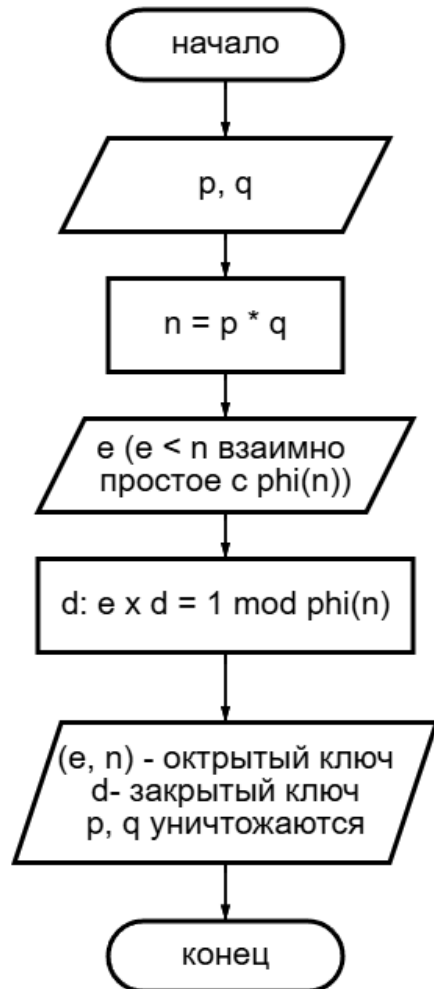 начало
p, q
n = p * q
e (e < n взаимно
простое с phi(n))
d: e x d = 1 mod phi(n)
(e, n) - октрытый ключ
d- закрытый ключ
p, q уничтожаются
конец